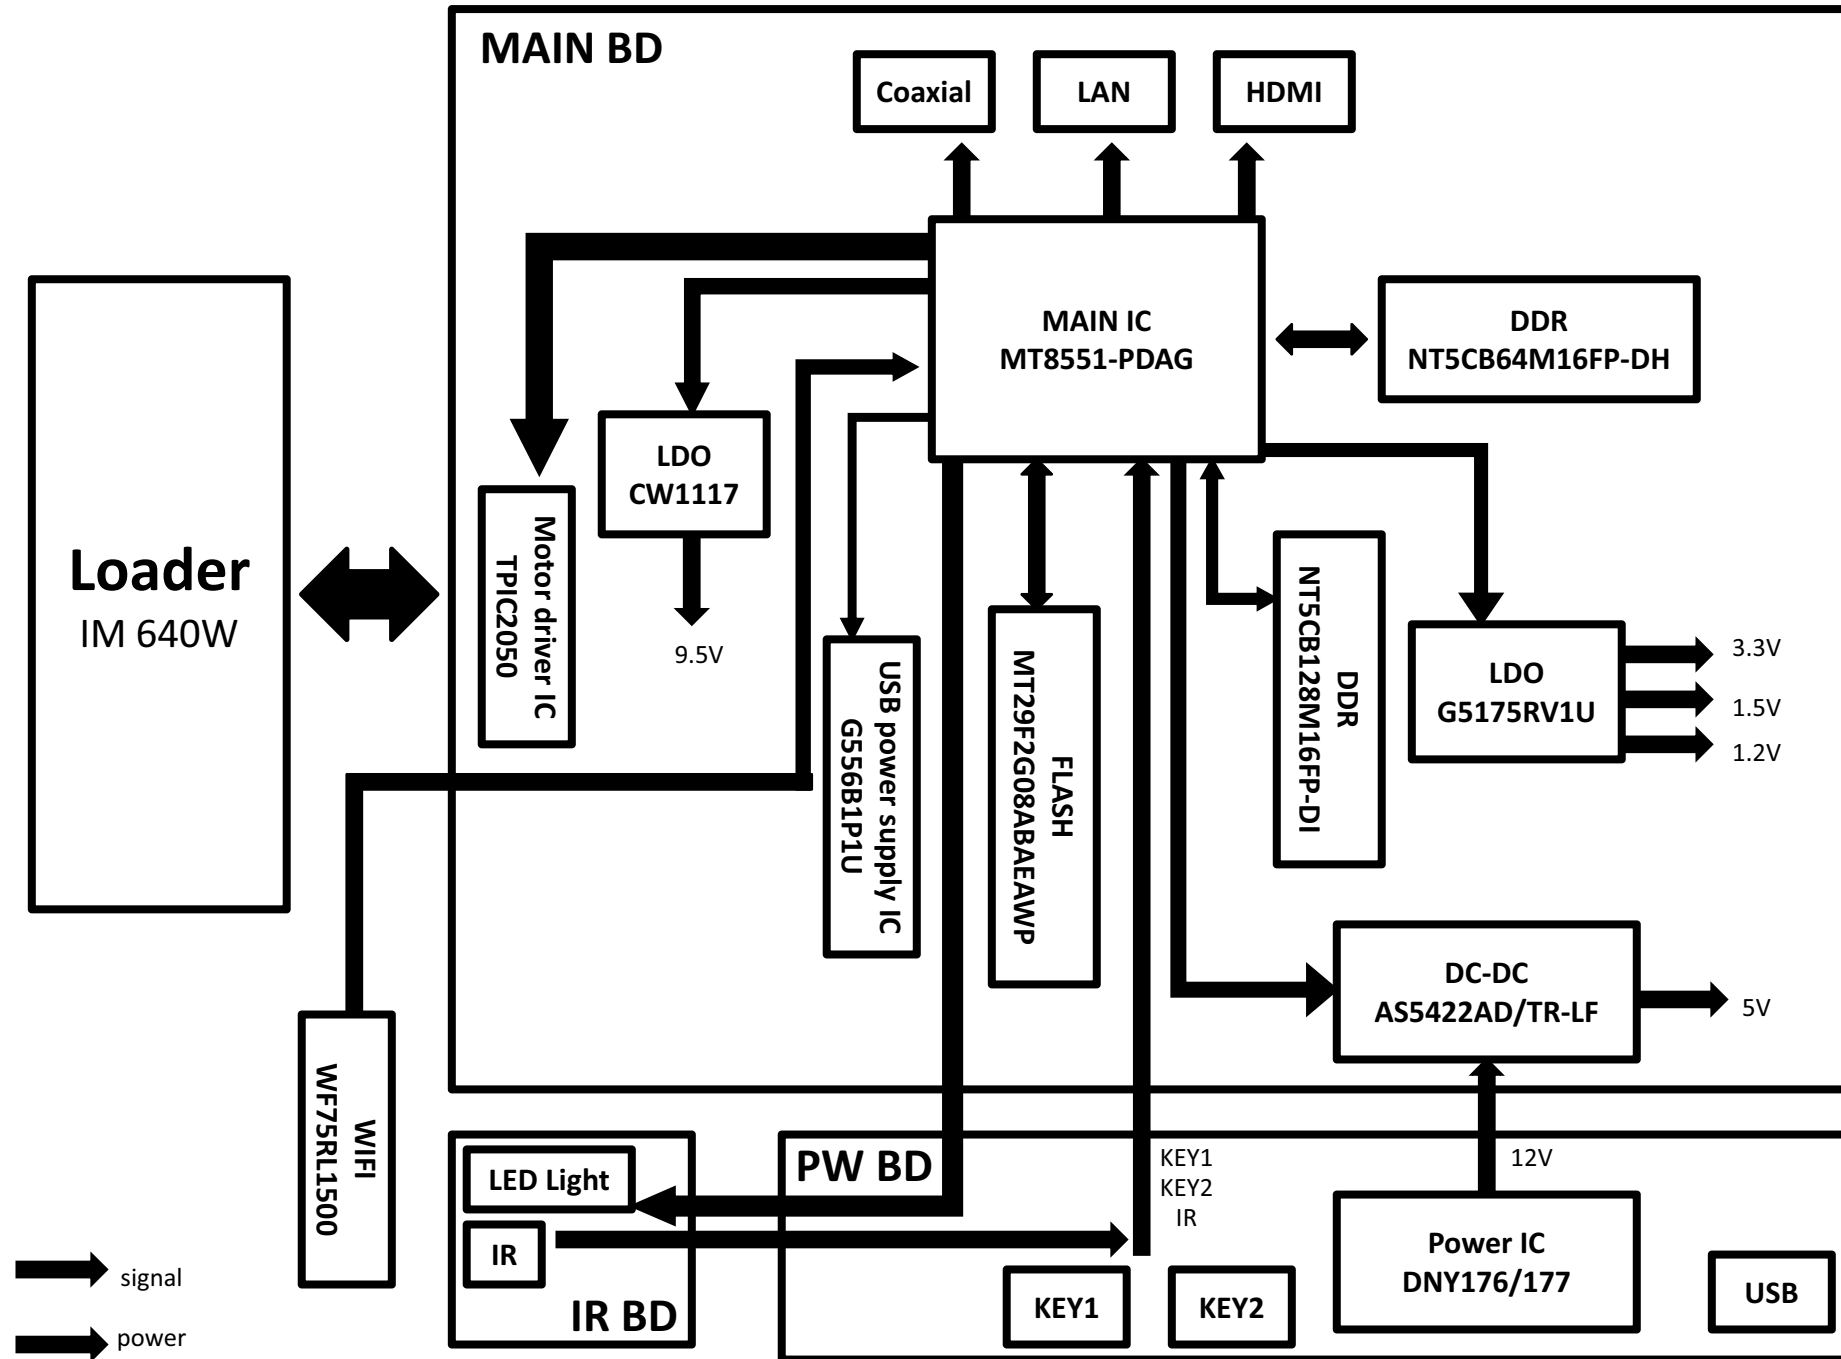 MAIN BD
Coaxial
LAN
HDMI
MAIN IC
MT8551-PDAG
DDR
NT5CB64M16FP-DH
LDO
CW1117
9.5V
Loader
IM 640W
Motor driver IC
TPIC2050
USB power supply IC
G556B1P1U
FLASH
MT29F2G08ABAEAWP
DDR
NT5CB128M16FP-DI
LDO
G5175RV1U
3.3V
1.5V
1.2V
DC-DC
AS5422AD/TR-LF
5V
WIFI
WF75RL1500
LED Light
IR
IR BD
PW BD
KEY1
KEY2
IR
12V
Power IC
DNY176/177
KEY1
KEY2
USB
signal
power